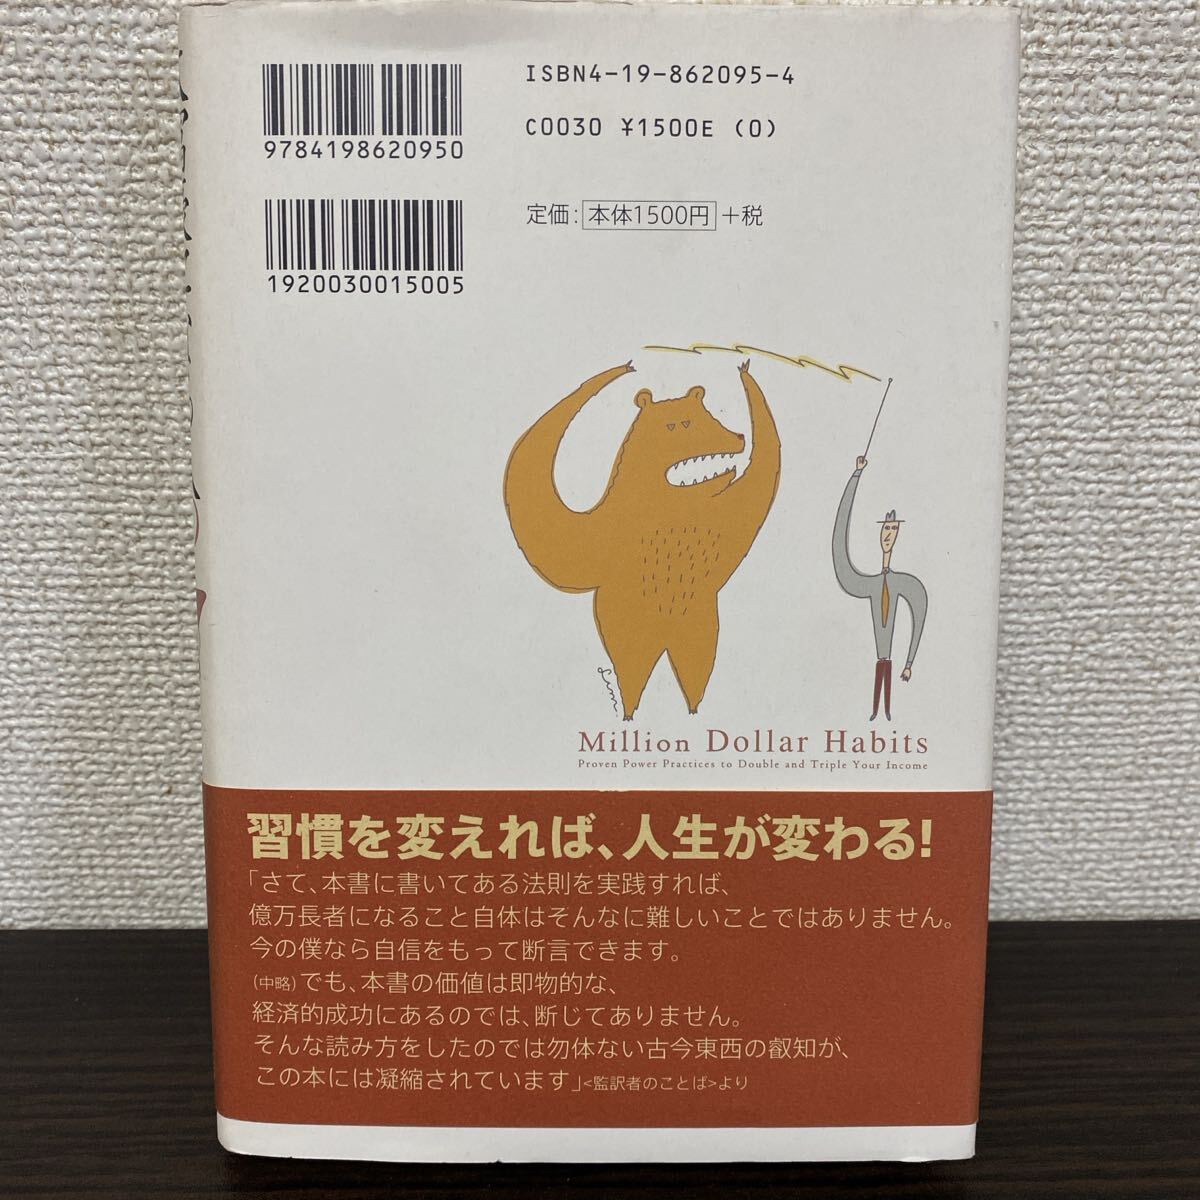 ISBN4-19-862095-4
C0030 ¥1500E (0)
9784198620950
定価: 本体1500円 +税
1920030015005
Million Dollar Habits
Proven Power Practices to Double and Triple Your Income
習慣を変えれば、人生が変わる!
「さて、本書に書いてある法則を実践すれば、
億万長者になること自体はそんなに難しいことではありません。
今の僕なら自信をもって断言できます。
(中略)でも、本書の価値は即物的な、
経済的成功にあるのでは、断じてありません。
そんな読み方をしたのでは勿体ない古今東西の叡知が、
この本には凝縮されています」<監訳者のことば>より